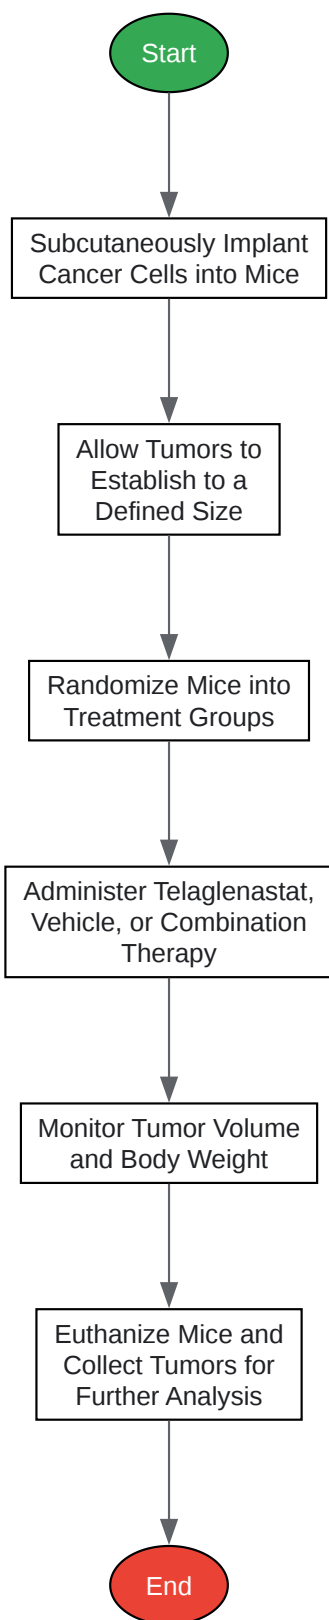 Start
Subcutaneously Implant
Cancer Cells into Mice
Allow Tumors to
Establish to a
Defined Size
Randomize Mice into
Treatment Groups
Administer Telaglenastat,
Vehicle, or Combination
Therapy
Monitor Tumor Volume
and Body Weight
Euthanize Mice and
Collect Tumors for
Further Analysis
End